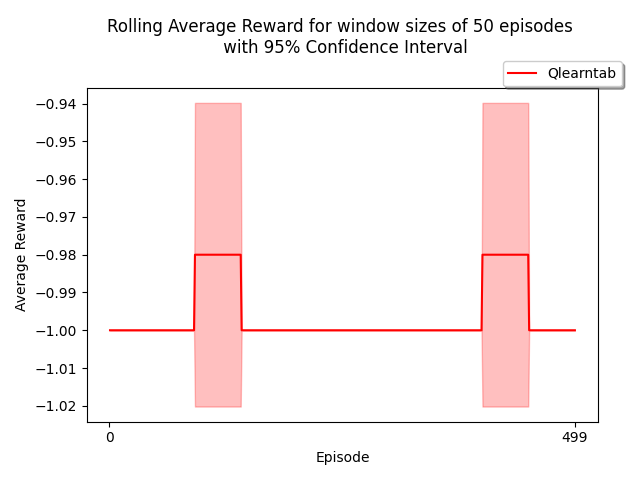 Rolling Average Reward for window sizes of 50 episodes
with 95% Confidence Interval
Qlearntab
−0.94
−0.95
−0.96
−0.97
−0.98
−0.99
−1.00
−1.01
−1.02
Average Reward
0
499
Episode